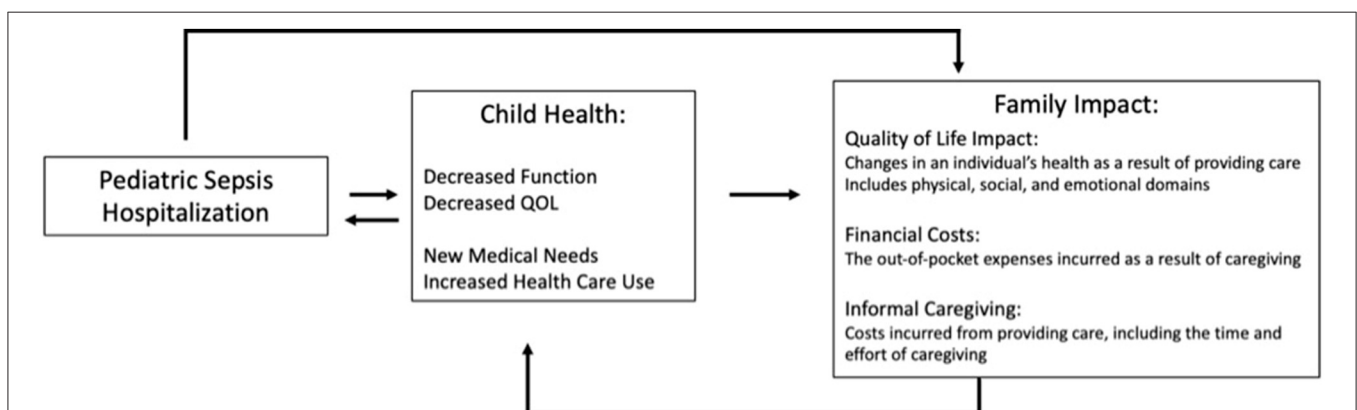 Pediatric Sepsis
Hospitalization
Child Health:
Decreased Function
Decreased QOL
New Medical Needs
Increased Health Care Use
Family Impact:
Quality of Life Impact:
Changes in an individual’s health as a result of providing care
Includes physical, social, and emotional domains
Financial Costs:
The out-of-pocket expenses incurred as a result of caregiving
Informal Caregiving:
Costs incurred from providing care, including the time and
effort of caregiving